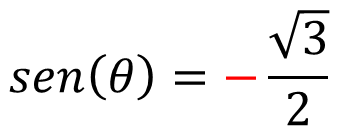 sen(θ) = − √3/2